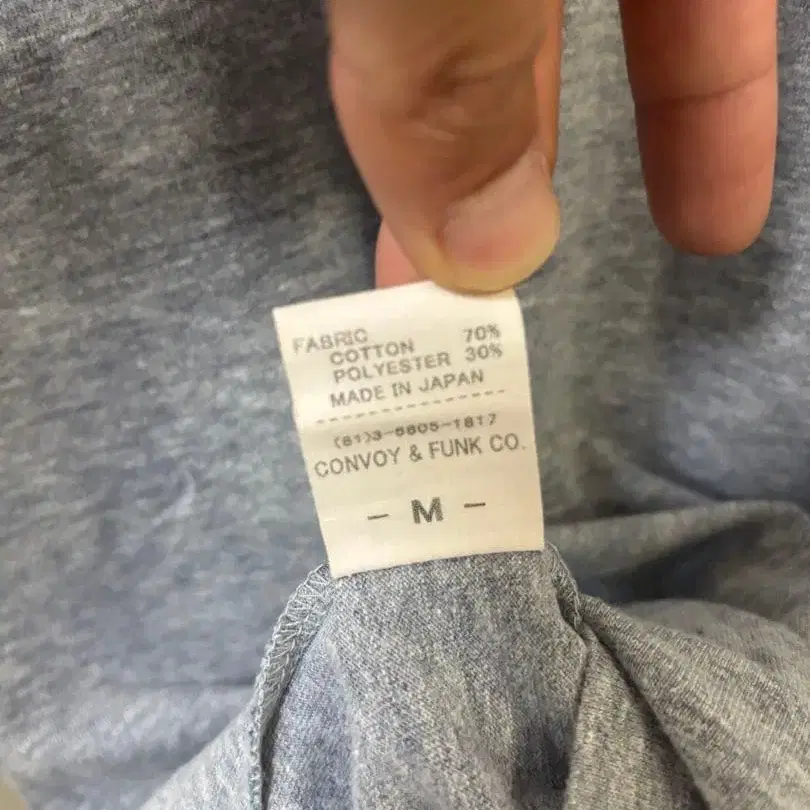 FABRIC
COTTON 70%
POLYESTER 30%
MADE IN JAPAN
(81)3-5805-1817
CONVOY & FUNK CO.
- M -